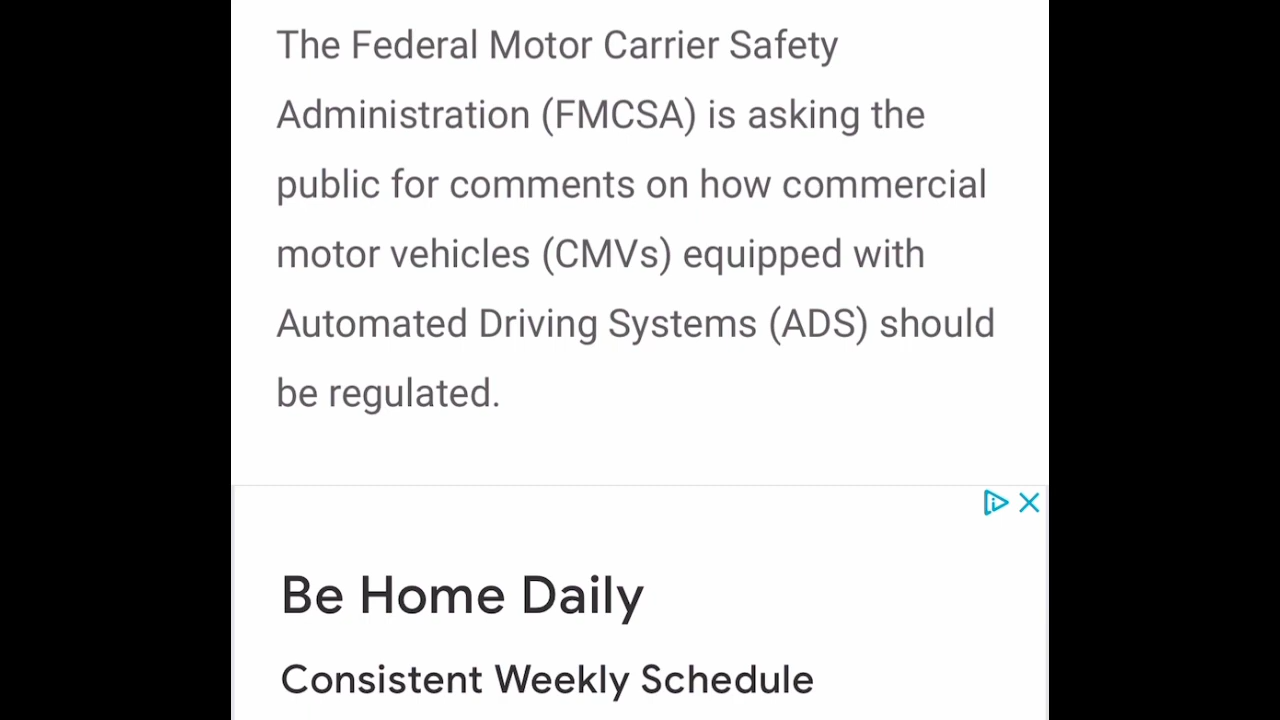 The Federal Motor Carrier Safety
Administration (FMCSA) is asking the
public for comments on how commercial
motor vehicles (CMVs) equipped with
Automated Driving Systems (ADS) should
be regulated.
Be Home Daily
Consistent Weekly Schedule